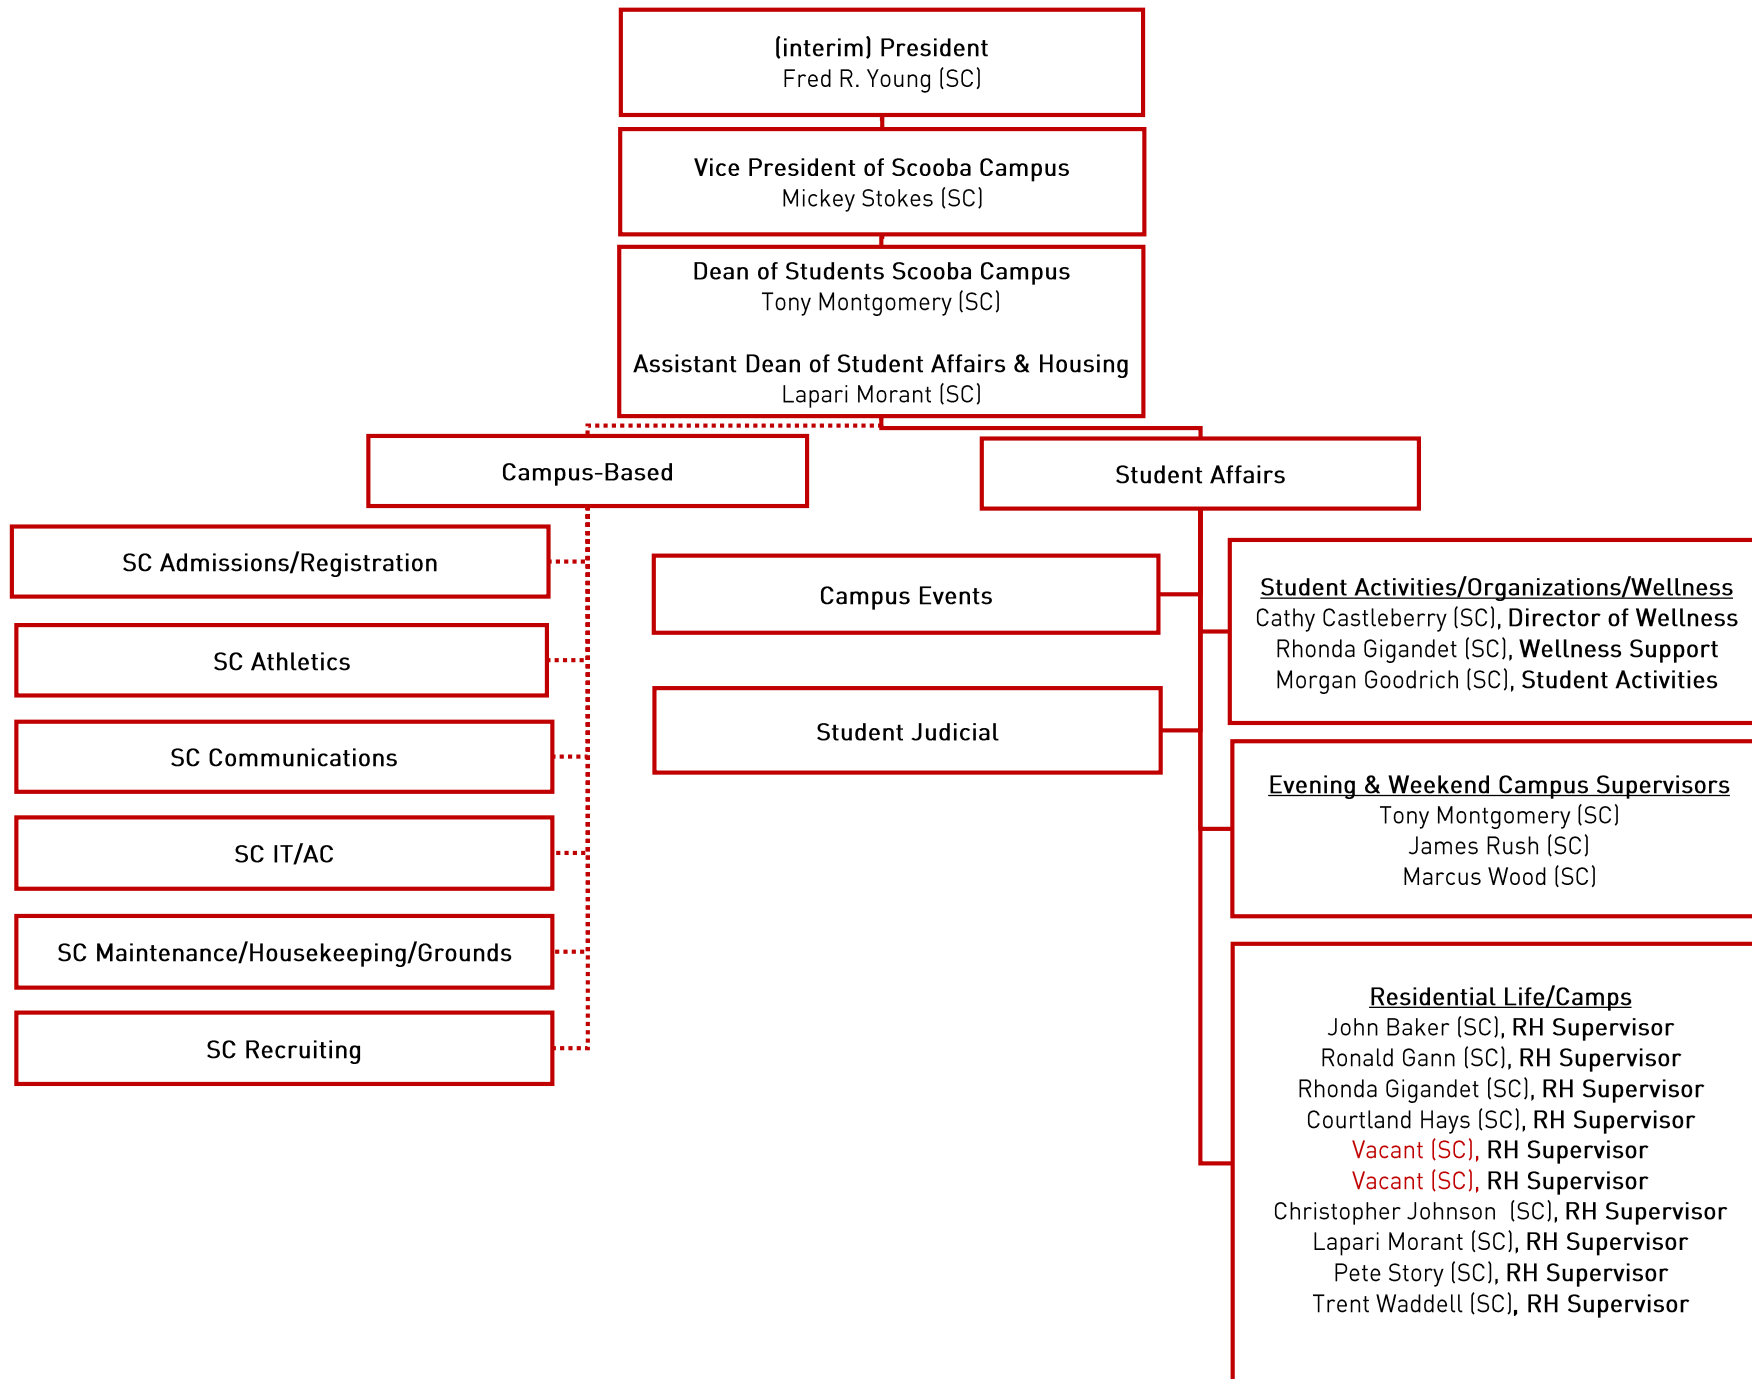 (interim) President
Fred R. Young (SC)
Vice President of Scooba Campus
Mickey Stokes (SC)
Dean of Students Scooba Campus
Tony Montgomery (SC)
Assistant Dean of Student Affairs & Housing
Lapari Morant (SC)
Campus-Based
SC Admissions/Registration
SC Athletics
SC Communications
SC IT/AC
SC Maintenance/Housekeeping/Grounds
SC Recruiting
Student Affairs
Campus Events
Student Judicial
Student Activities/Organizations/Wellness
Cathy Castleberry (SC), Director of Wellness
Rhonda Gigandet (SC), Wellness Support
Morgan Goodrich (SC), Student Activities
Evening & Weekend Campus Supervisors
Tony Montgomery (SC)
James Rush (SC)
Marcus Wood (SC)
Residential Life/Camps
John Baker (SC), RH Supervisor
Ronald Gann (SC), RH Supervisor
Rhonda Gigandet (SC), RH Supervisor
Courtland Hays (SC), RH Supervisor
Vacant (SC), RH Supervisor
Vacant (SC), RH Supervisor
Christopher Johnson (SC), RH Supervisor
Lapari Morant (SC), RH Supervisor
Pete Story (SC), RH Supervisor
Trent Waddell (SC), RH Supervisor